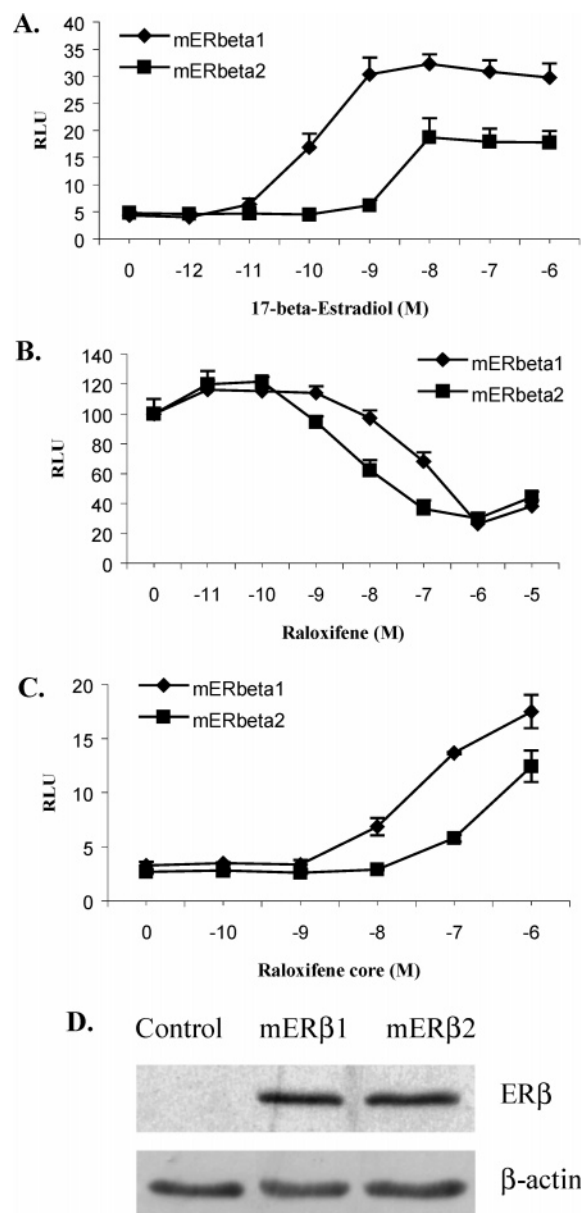 A.
mERbeta1
mERbeta2
RLU
40
35
30
25
20
15
10
5
0
0 -12 -11 -10 -9 -8 -7 -6
17-beta-Estradiol (M)
B.
mERbeta1
mERbeta2
RLU
140
120
100
80
60
40
20
0
0 -11 -10 -9 -8 -7 -6 -5
Raloxifene (M)
C.
mERbeta1
mERbeta2
RLU
20
15
10
5
0
0 -10 -9 -8 -7 -6
Raloxifene core (M)
D.
Control mERβ1 mERβ2
ERβ
β-actin